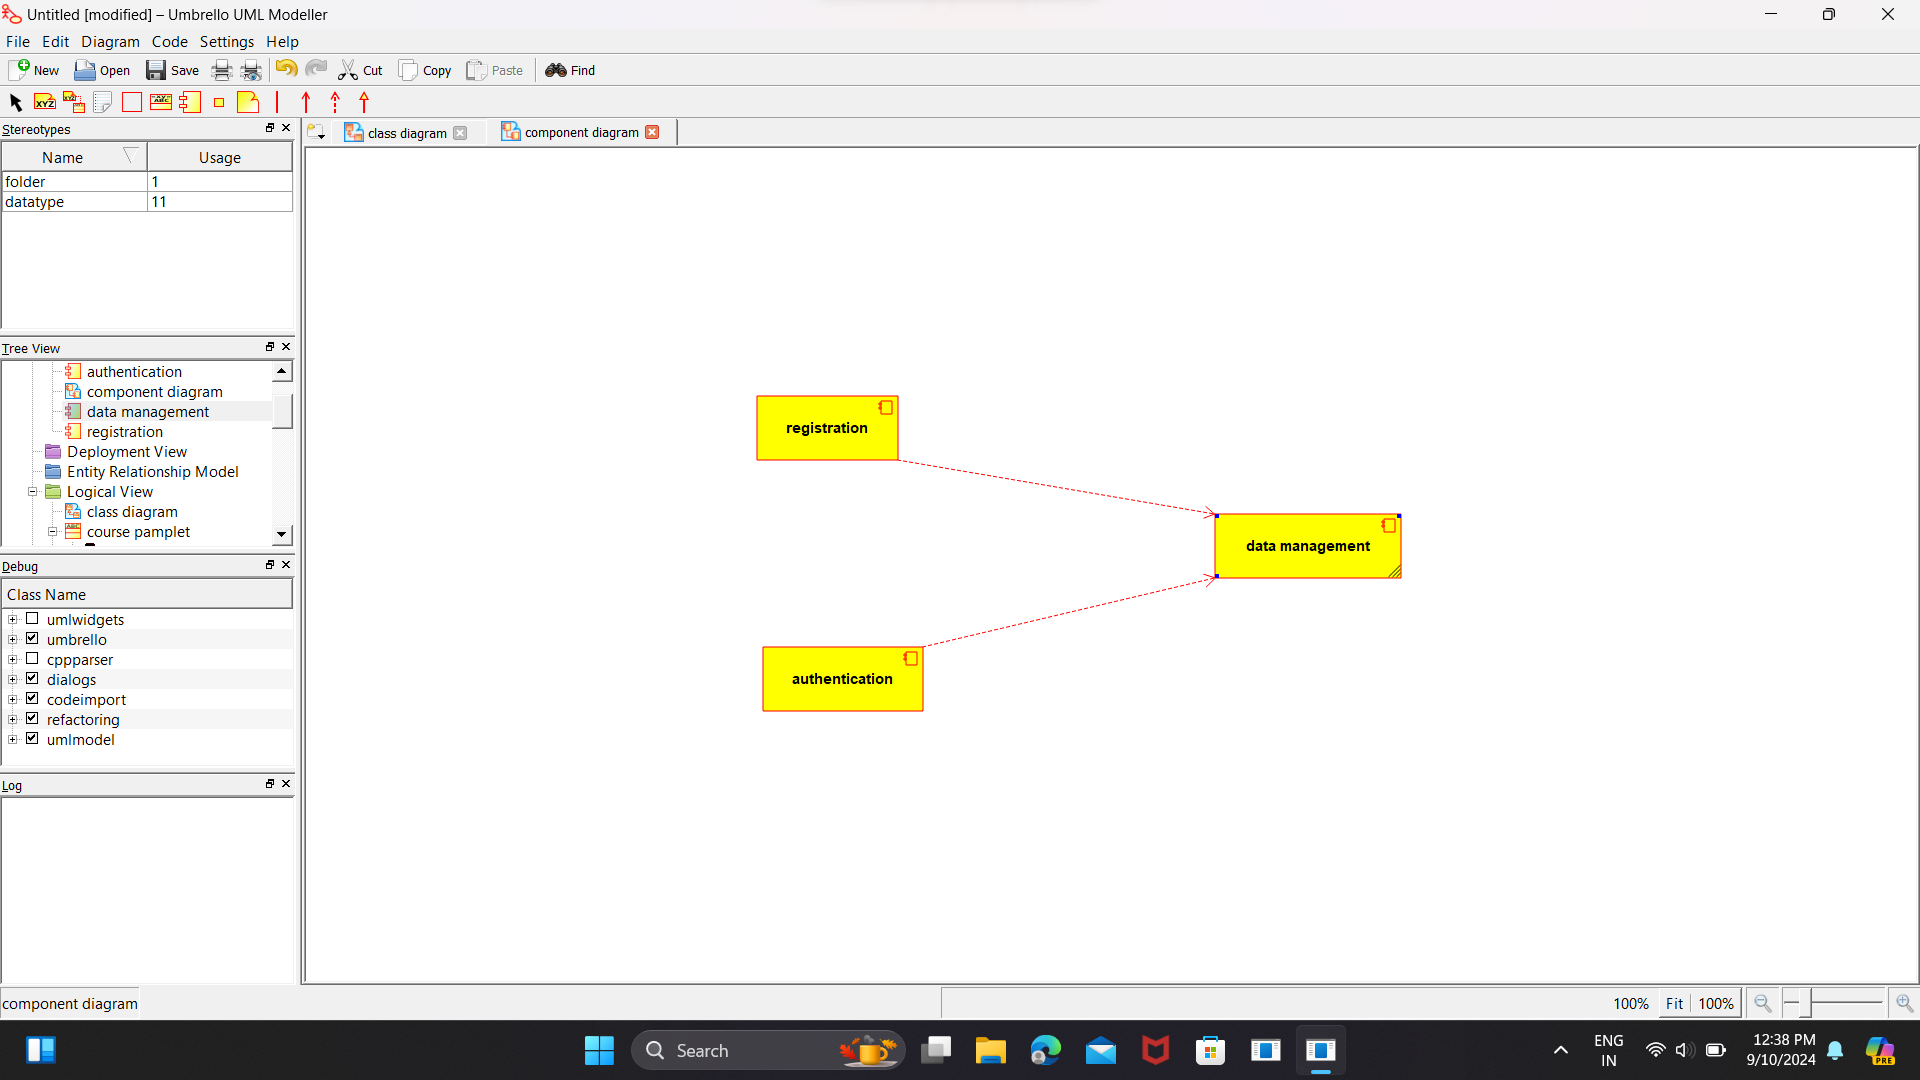 Untitled [modified] – Umbrello UML Modeller
File Edit Diagram Code Settings Help
New Open Save Cut Copy Paste Find
XYZ XYZ ABC
Stereotypes
class diagram component diagram
Name Usage
folder 1
datatype 11
Tree View
authentication
component diagram
data management
registration
Deployment View
Entity Relationship Model
Logical View
class diagram
course pamplet
registration
data management
authentication
Debug
Class Name
umlwidgets
umbrello
cppparser
dialogs
codeimport
refactoring
umlmodel
Log
component diagram
100% Fit 100%
Search
ENG
IN
12:38 PM
9/10/2024
PRE